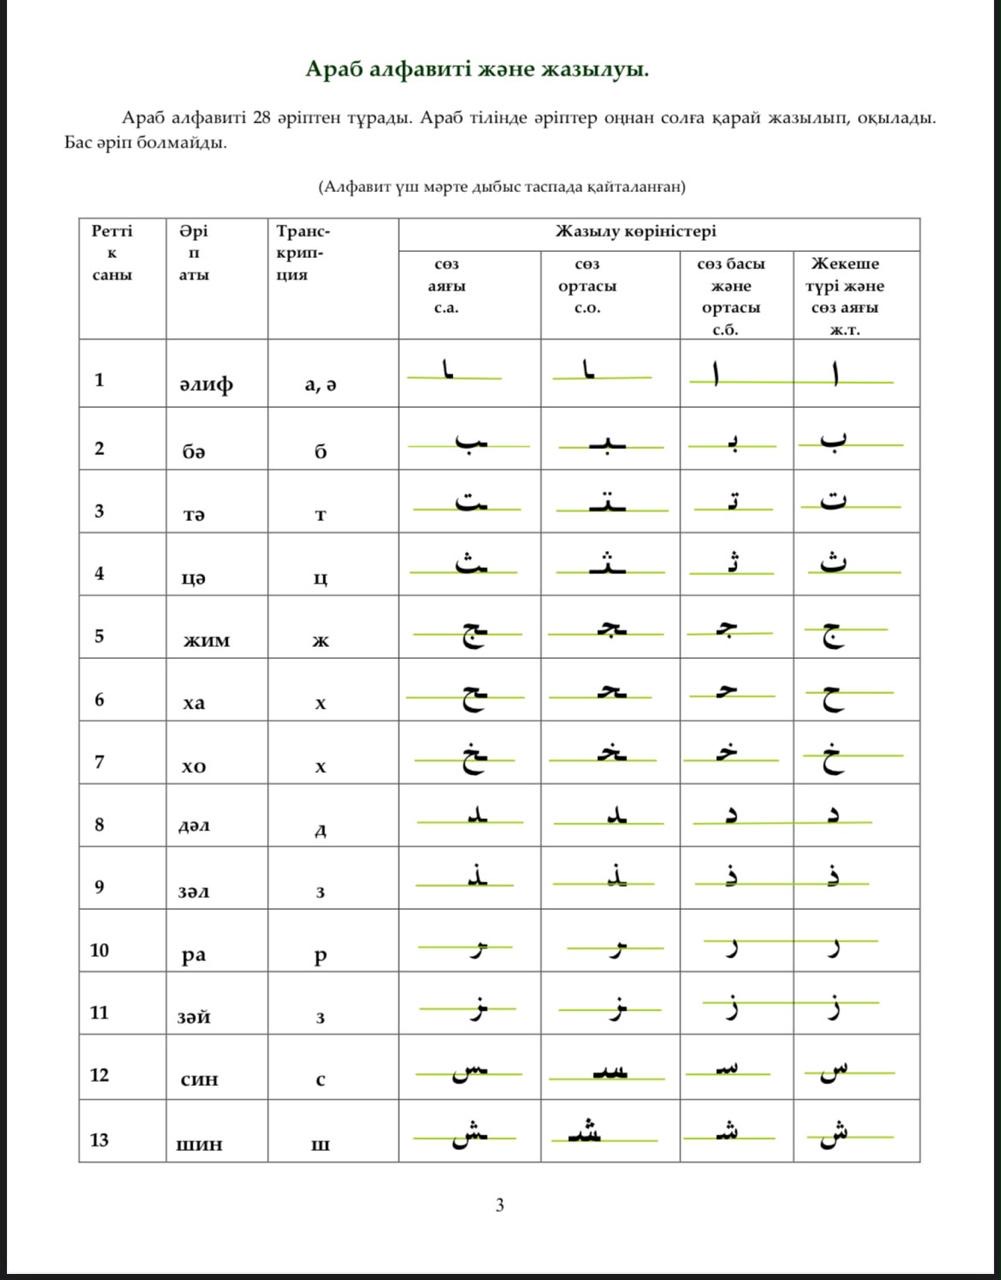 Араб алфавиті және жазылуы.
Араб алфавиті 28 әріптен тұрады. Араб тілінде әріптер оңнан солға қарай жазылып, оқылады.
Бас әріп болмайды.
(Алфавит үш мәрте дыбыс таспада қайталанған)
Ретті
к
саны
Әрі
п
аты
Транс-
крип-
ция
Жазылу көріністері
сөз
аяғы
с.а.
сөз
ортасы
с.о.
сөз басы
және
ортасы
с.б.
Жекеше
түрі және
сөз аяғы
ж.т.
1 әлиф а, ә ـا ـا ا ا
2 бә б ـب ـبـ بـ ب
3 тә т ـت ـتـ تـ ت
4 цә ц ـث ـثـ ثـ ث
5 жим ж ـج ـجـ جـ ج
6 ха х ـح ـحـ حـ ح
7 хо х ـخ ـخـ خـ خ
8 дәл д ـد ـد د د
9 зәл з ـذ ـذ ذ ذ
10 ра р ـر ـر ر ر
11 зәй з ـز ـز ز ز
12 син с ـس ـسـ سـ س
13 шин ш ـش ـشـ شـ ش
3